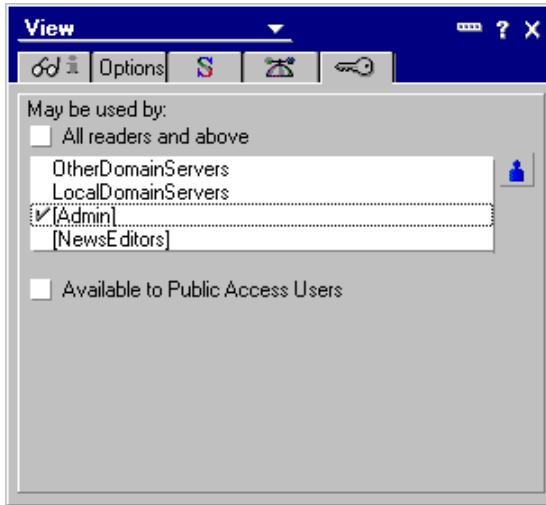 View
? X
i Options S
May be used by:
All readers and above
OtherDomainServers
LocalDomainServers
[Admin]
[NewsEditors]
Available to Public Access Users